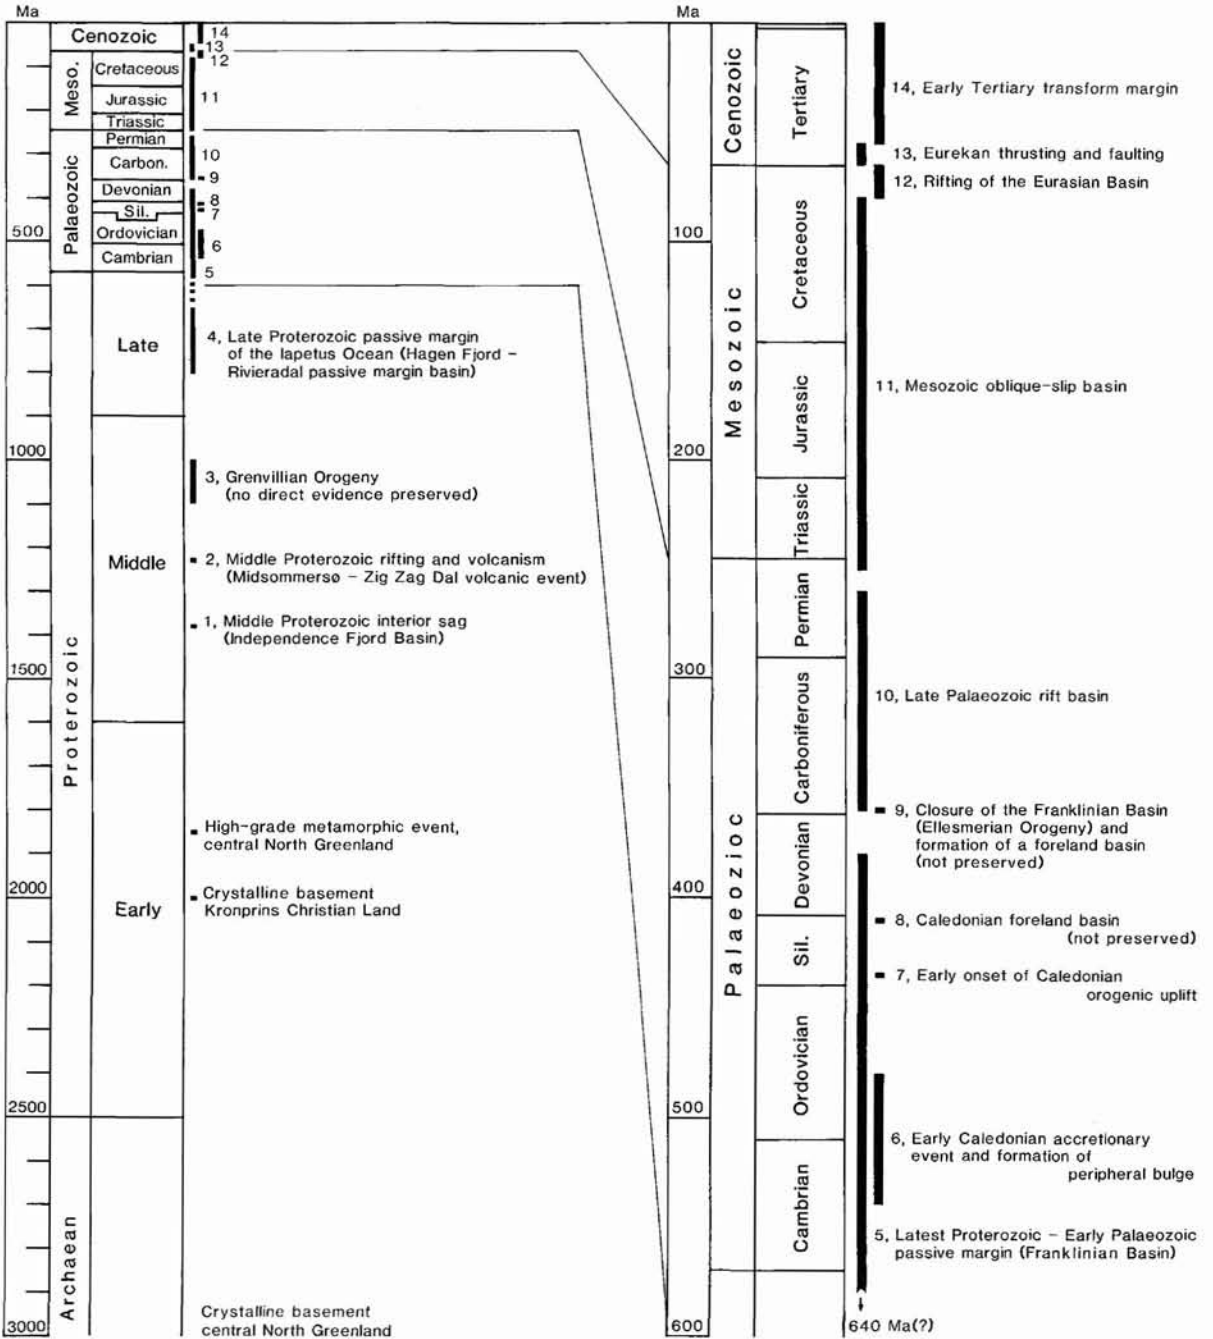 Ma
Cenozoic
Meso.
Cretaceous
Jurassic
Triassic
Palaeozoic
Permian
Carbon.
Devonian
Sil.
Ordovician
Cambrian
Proterozoic
Late
Middle
Early
Archaean
500
1000
1500
2000
2500
3000
14
13
12
11
10
9
8
7
6
5
4, Late Proterozoic passive margin
of the Iapetus Ocean (Hagen Fjord –
Rivieradal passive margin basin)
3, Grenvillian Orogeny
(no direct evidence preserved)
2, Middle Proterozoic rifting and volcanism
(Midsommersø – Zig Zag Dal volcanic event)
1, Middle Proterozoic interior sag
(Independence Fjord Basin)
High-grade metamorphic event,
central North Greenland
Crystalline basement
Kronprins Christian Land
Crystalline basement
central North Greenland
Ma
100
200
300
400
500
600
Cenozoic
Mesozoic
Palaeozioc
Tertiary
Cretaceous
Jurassic
Triassic
Permian
Carboniferous
Devonian
Sil.
Ordovician
Cambrian
14, Early Tertiary transform margin
13, Eurekan thrusting and faulting
12, Rifting of the Eurasian Basin
11, Mesozoic oblique-slip basin
10, Late Palaeozoic rift basin
9, Closure of the Franklinian Basin
(Ellesmerian Orogeny) and
formation of a foreland basin
(not preserved)
8, Caledonian foreland basin
(not preserved)
7, Early onset of Caledonian
orogenic uplift
6, Early Caledonian accretionary
event and formation of
peripheral bulge
5, Latest Proterozoic – Early Palaeozoic
passive margin (Franklinian Basin)
640 Ma(?)